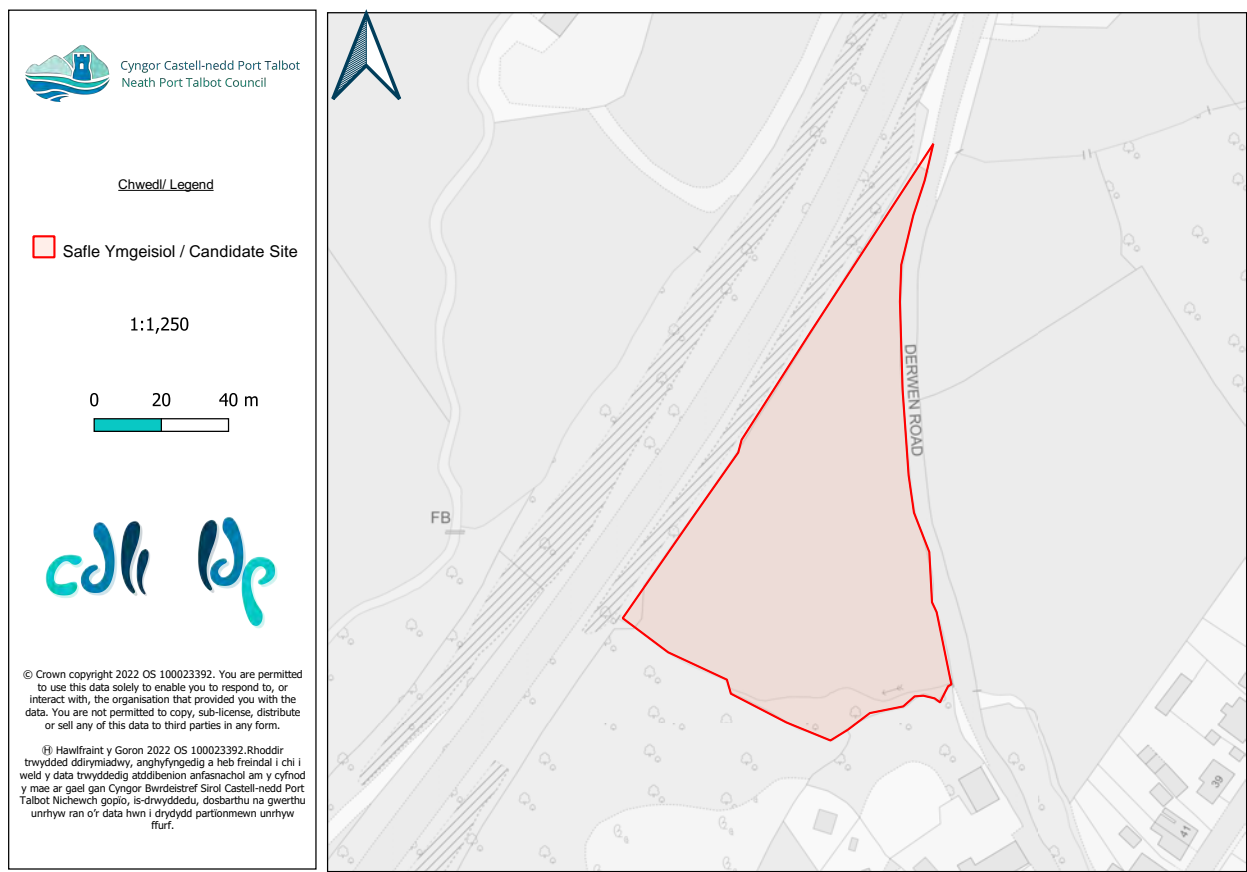 Cyngor Castell-nedd Port Talbot
Neath Port Talbot Council
Chwedl/ Legend
Safle Ymgeisiol / Candidate Site
1:1,250
0 20 40 m
cdll ldp
© Crown copyright 2022 OS 100023392. You are permitted
to use this data solely to enable you to respond to, or
interact with, the organisation that provided you with the
data. You are not permitted to copy, sub-license, distribute
or sell any of this data to third parties in any form.
Ⓗ Hawlfraint y Goron 2022 OS 100023392.Rhoddir
trwydded ddirymiadwy, anghyfyngedig a heb freindal i chi i
weld y data trwyddedig atddibenion anfasnachol am y cyfnod
y mae ar gael gan Cyngor Bwrdeistref Sirol Castell-nedd Port
Talbot Nichewch gopïo, is-drwyddedu, dosbarthu na gwerthu
unrhyw ran o'r data hwn i drydydd partïonmewn unrhyw
ffurf.
DERWEN ROAD
FB
39
41